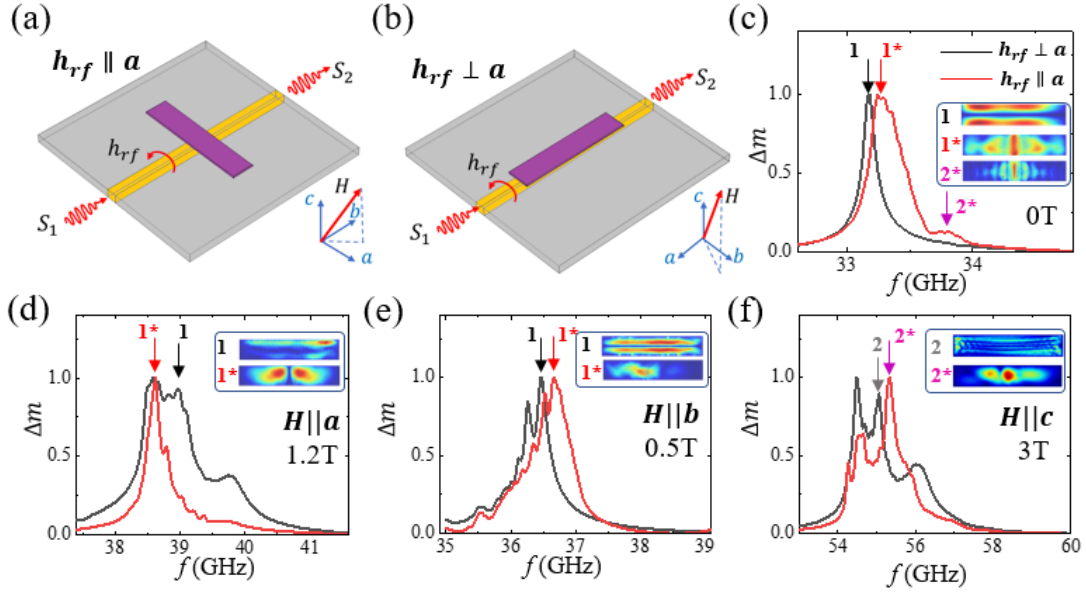 (a)
h_rf ∥ a
S₂
h_rf
S₁
c
H
b
a
(b)
h_rf ⊥ a
S₂
h_rf
S₁
c
H
a
b
(c)
1
1*
h_rf ⊥ a
h_rf ∥ a
1
1*
2*
2*
0T
1.0
0.5
0.0
Δm
33
34
f(GHz)
(d)
1*
1
1
1*
H||a
1.2T
1.0
0.5
0.0
Δm
38
39
40
41
f(GHz)
(e)
1
1*
1
1*
H||b
0.5T
1.0
0.5
0.0
Δm
35
36
37
38
39
f(GHz)
(f)
2
2*
2
2*
H||c
3T
1.0
0.5
0.0
Δm
54
56
58
60
f(GHz)